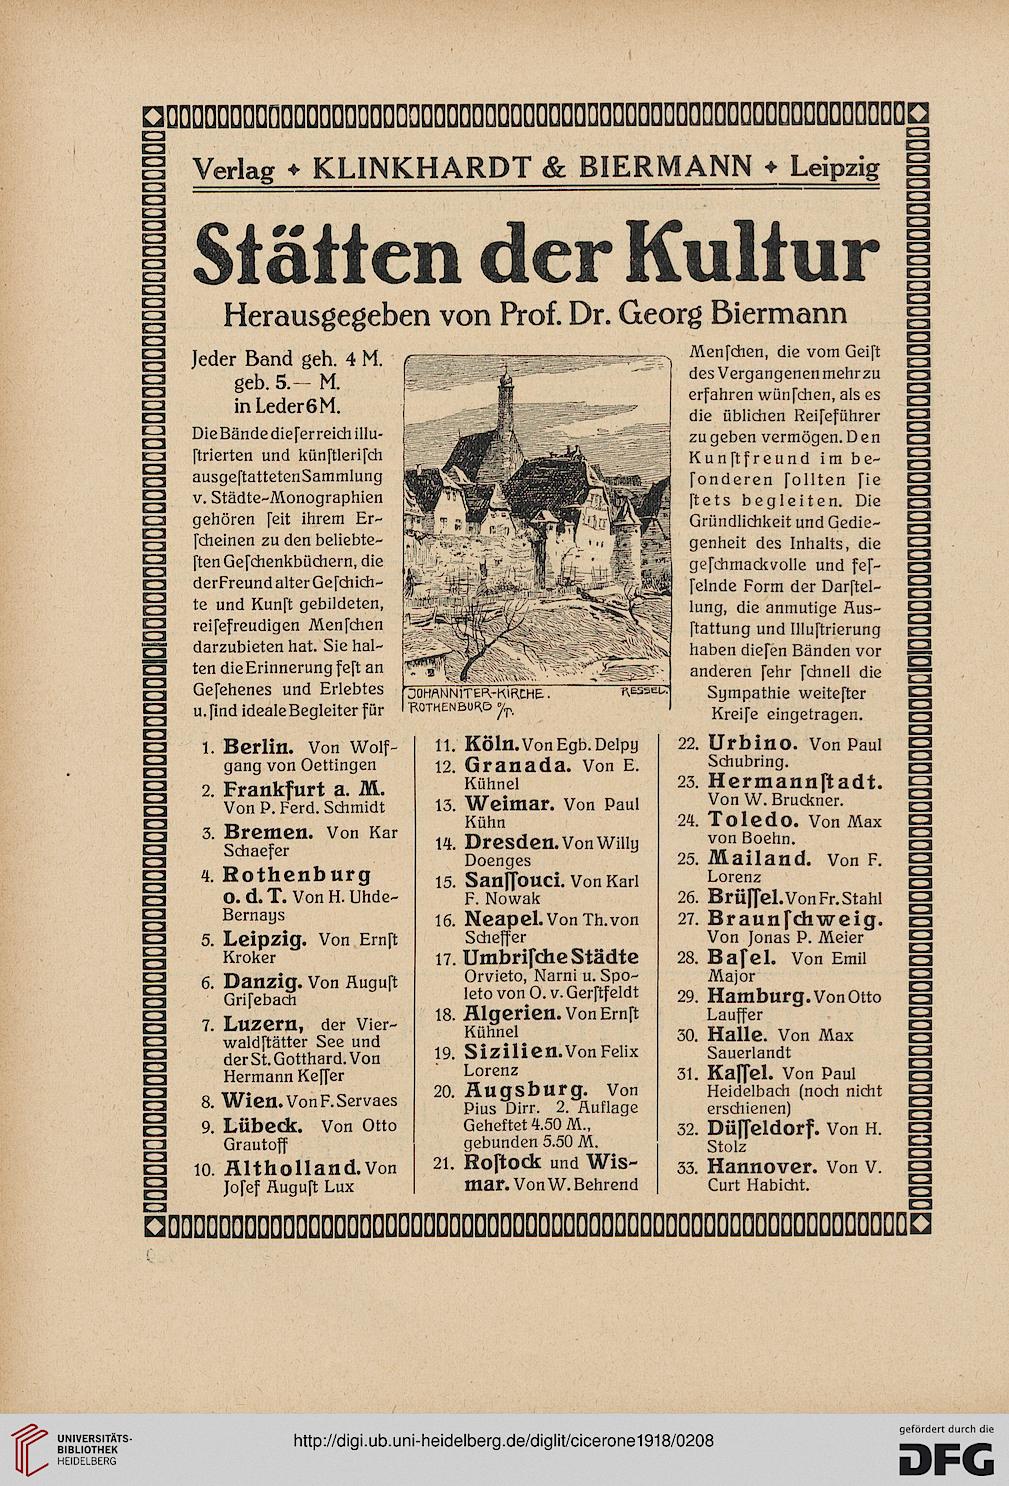 Verlag ✦ KLINKHARDT & BIERMANN ✦ Leipzig
Stätten der Kultur
Herausgegeben von Prof. Dr. Georg Biermann
Jeder Band geh. 4 M.
geb. 5.— M.
in Leder 6 M.
Die Bände dieſer reich illu-
ſtrierten und künſtleriſch
ausgeſtatteten Sammlung
v. Städte-Monographien
gehören ſeit ihrem Er-
ſcheinen zu den beliebte-
ſten Geſchenkbüchern, die
der Freund alter Geſchich-
te und Kunſt gebildeten,
reiſefreudigen Menſchen
darzubieten hat. Sie hal-
ten die Erinnerung feſt an
Geſehenes und Erlebtes
u. ſind ideale Begleiter für
JOHANNITER-KIRCHE.
ROTHENBURG o/T.
RESSEL.
Menſchen, die vom Geiſt
des Vergangenen mehr zu
erfahren wünſchen, als es
die üblichen Reiſeführer
zu geben vermögen. Den
Kunſtfreund im be-
ſonderen ſollten ſie
ſtets begleiten. Die
Gründlichkeit und Gedie-
genheit des Inhalts, die
geſchmackvolle und feſ-
ſelnde Form der Darſtel-
lung, die anmutige Aus-
ſtattung und Illuſtrierung
haben dieſen Bänden vor
anderen ſehr ſchnell die
Sympathie weiteſter
Kreiſe eingetragen.
1. Berlin. Von Wolf-
gang von Oettingen
2. Frankfurt a. M.
Von P. Ferd. Schmidt
3. Bremen. Von Kar
Schaefer
4. Rothenburg
o. d. T. Von H. Uhde-
Bernays
5. Leipzig. Von Ernſt
Kroker
6. Danzig. Von Auguſt
Griſebach
7. Luzern, der Vier-
waldſtätter See und
der St. Gotthard. Von
Hermann Keſſer
8. Wien. Von F. Servaes
9. Lübeck. Von Otto
Grautoff
10. Altholland. Von
Joſef Auguſt Lux
11. Köln. Von Egb. Delpy
12. Granada. Von E.
Kühnel
13. Weimar. Von Paul
Kühn
14. Dresden. Von Willy
Doenges
15. Sanſſouci. Von Karl
F. Nowak
16. Neapel. Von Th. von
Scheffer
17. Umbriſche Städte
Orvieto, Narni u. Spo-
leto von O. v. Gerſtfeldt
18. Algerien. Von Ernſt
Kühnel
19. Sizilien. Von Felix
Lorenz
20. Augsburg. Von
Pius Dirr. 2. Auflage
Geheftet 4.50 M.,
gebunden 5.50 M.
21. Roſtock und Wis-
mar. Von W. Behrend
22. Urbino. Von Paul
Schubring.
23. Hermannſtadt.
Von W. Bruckner.
24. Toledo. Von Max
von Boehn.
25. Mailand. Von F.
Lorenz
26. Brüſſel. Von Fr. Stahl
27. Braunſchweig.
Von Jonas P. Meier
28. Baſel. Von Emil
Major
29. Hamburg. Von Otto
Lauffer
30. Halle. Von Max
Sauerlandt
31. Kaſſel. Von Paul
Heidelbach (noch nicht
erschienen)
32. Düſſeldorf. Von H.
Stolz
33. Hannover. Von V.
Curt Habicht.
UNIVERSITÄTS-
BIBLIOTHEK
HEIDELBERG
http://digi.ub.uni-heidelberg.de/diglit/cicerone1918/0208
gefördert durch die
DFG